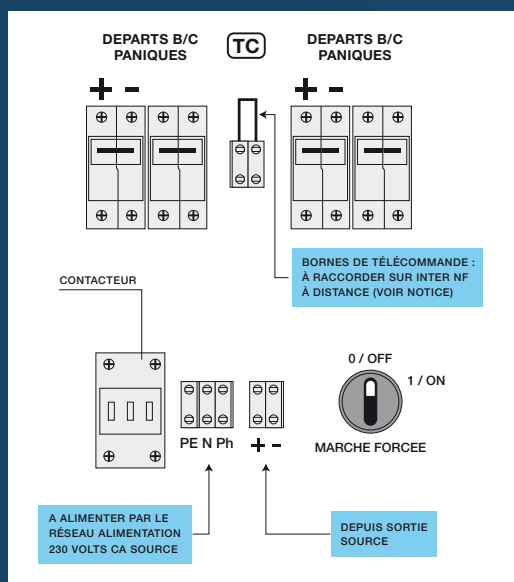 DEPARTS B/C
PANIQUES
TC
DEPARTS B/C
PANIQUES
+ -
+ -
BORNES DE TÉLÉCOMMANDE :
À RACCORDER SUR INTER NF
À DISTANCE (VOIR NOTICE)
CONTACTEUR
0 / OFF
1 / ON
PE N Ph
+ -
MARCHE FORCEE
A ALIMENTER PAR LE
RÉSEAU ALIMENTATION
230 VOLTS CA SOURCE
DEPUIS SORTIE
SOURCE